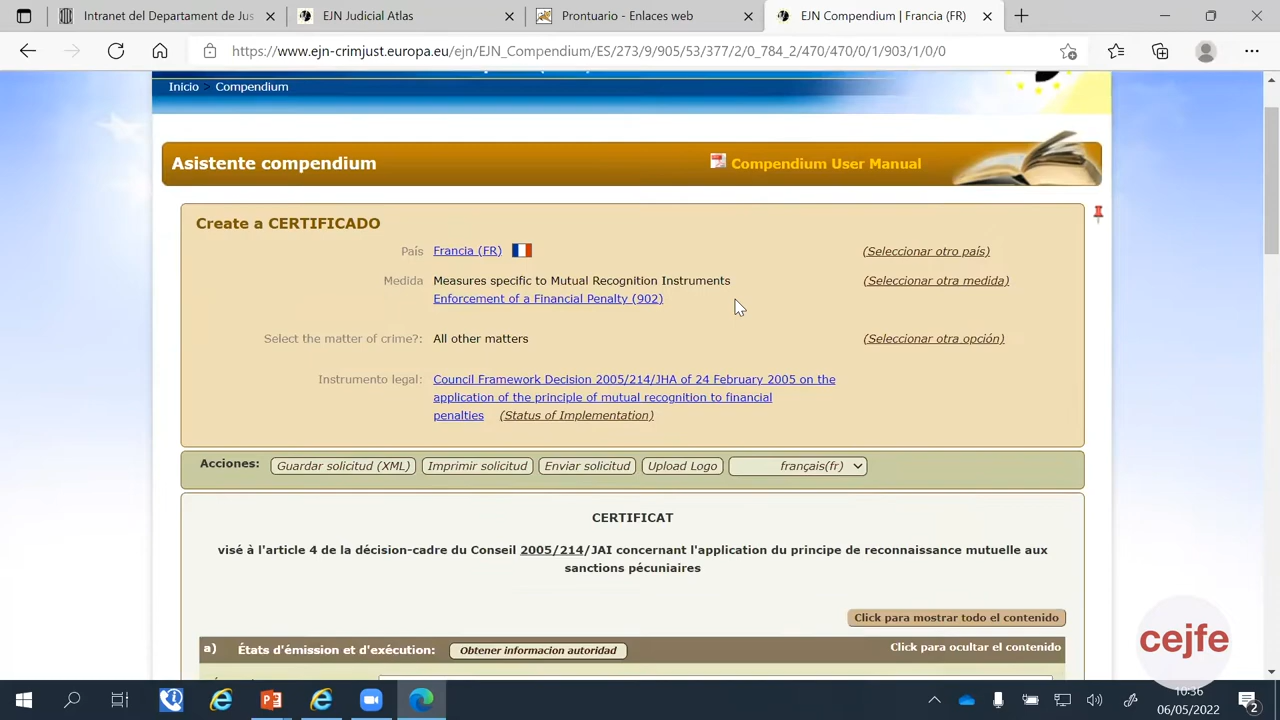 Intranet del Departament de Jus
EJN Judicial Atlas
Prontuario - Enlaces web
EJN Compendium | Francia (FR)
https://www.ejn-crimjust.europa.eu/ejn/EJN_Compendium/ES/273/9/905/53/377/2/0_784_2/470/470/0/1/903/1/0/0
Inicio > Compendium
Asistente compendium
Compendium User Manual
Create a CERTIFICADO
País Francia (FR) (Seleccionar otro país)
Medida Measures specific to Mutual Recognition Instruments (Seleccionar otra medida)
Enforcement of a Financial Penalty (902)
Select the matter of crime?: All other matters (Seleccionar otra opción)
Instrumento legal: Council Framework Decision 2005/214/JHA of 24 February 2005 on the
application of the principle of mutual recognition to financial
penalties (Status of Implementation)
Acciones: Guardar solicitud (XML) Imprimir solicitud Enviar solicitud Upload Logo français(fr)
CERTIFICAT
visé à l'article 4 de la décision-cadre du Conseil 2005/214/JAI concernant l'application du principe de reconnaissance mutuelle aux
sanctions pécuniaires
Click para mostrar todo el contenido
a) États d'émission et d'exécution: Obtener informacion autoridad Click para ocultar el contenido
cejfe
10:36
06/05/2022
2